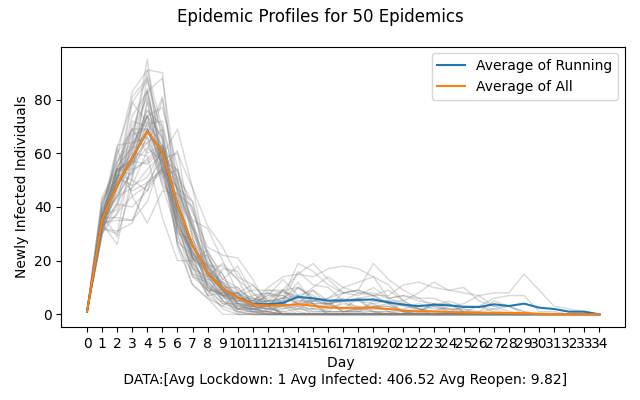 Epidemic Profiles for 50 Epidemics
Average of Running
Average of All
Newly Infected Individuals
80
60
40
20
0
0 1 2 3 4 5 6 7 8 9 10 11 12 13 14 15 16 17 18 19 20 21 22 23 24 25 26 27 28 29 30 31 32 33 34
Day
DATA:[Avg Lockdown: 1 Avg Infected: 406.52 Avg Reopen: 9.82]